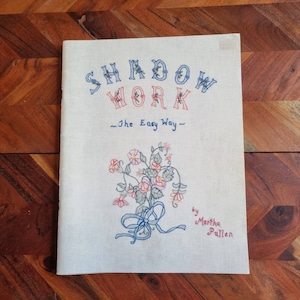 SHADOW
WORK
- The Easy Way -
by
Martha
Pullen